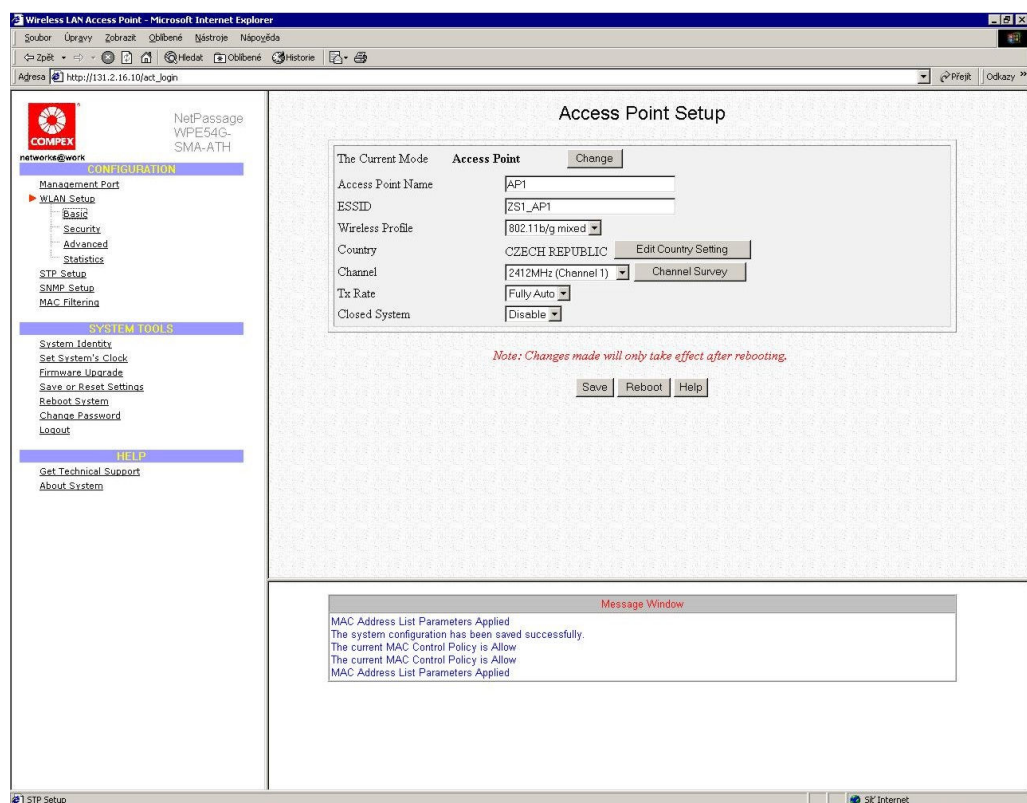 Wireless LAN Access Point - Microsoft Internet Explorer
Soubor Úpravy Zobrazit Oblíbené Nástroje Nápověda
Zpět Hledat Oblíbené Historie
Adresa http://131.2.16.10/act_login Přejít Odkazy »
COMPEX
networks@work
NetPassage
WPE54G-
SMA-ATH
CONFIGURATION
Management Port
WLAN Setup
Basic
Security
Advanced
Statistics
STP Setup
SNMP Setup
MAC Filtering
SYSTEM TOOLS
System Identity
Set System's Clock
Firmware Upgrade
Save or Reset Settings
Reboot System
Change Password
Logout
HELP
Get Technical Support
About System
Access Point Setup
The Current Mode Access Point Change
Access Point Name AP1
ESSID ZS1_AP1
Wireless Profile 802.11b/g mixed
Country CZECH REPUBLIC Edit Country Setting
Channel 2412MHz (Channel 1) Channel Survey
Tx Rate Fully Auto
Closed System Disable
Note: Changes made will only take effect after rebooting.
Save Reboot Help
Message Window
MAC Address List Parameters Applied
The system configuration has been saved successfully.
The current MAC Control Policy is Allow
The current MAC Control Policy is Allow
MAC Address List Parameters Applied
STP Setup Síť Internet